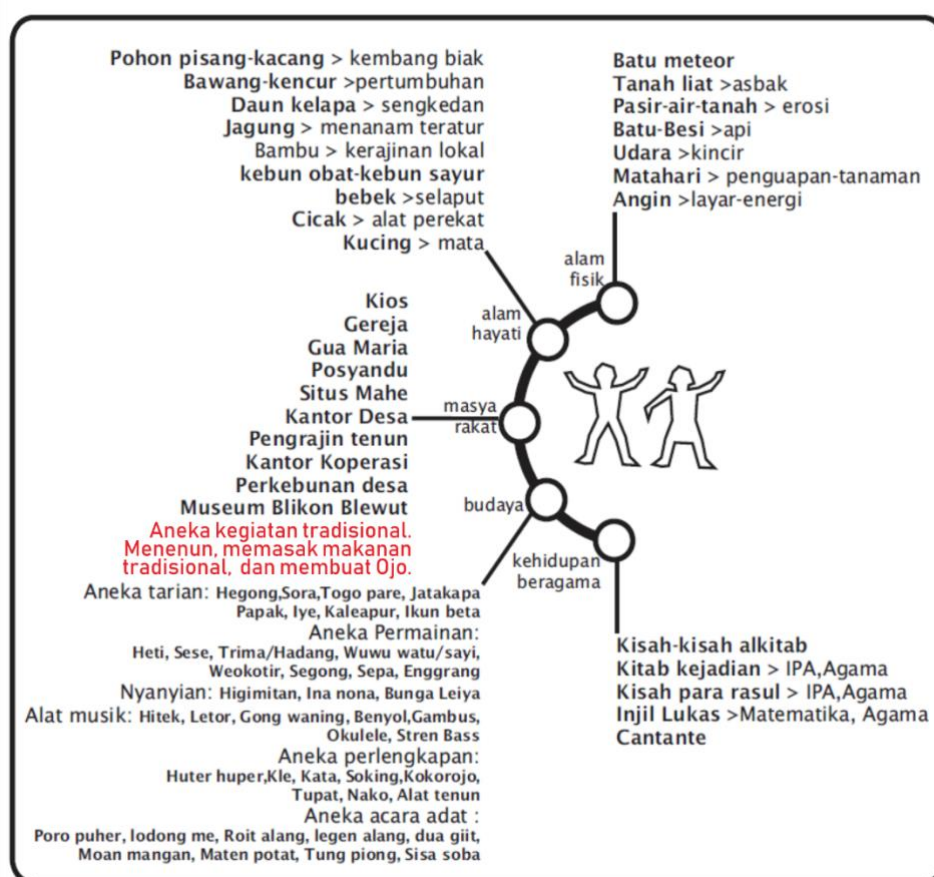 Pohon pisang-kacang > kembang biak
Bawang-kencur >pertumbuhan
Daun kelapa > sengkedan
Jagung > menanam teratur
Bambu > kerajinan lokal
kebun obat-kebun sayur
bebek >selaput
Cicak > alat perekat
Kucing > mata
Batu meteor
Tanah liat >asbak
Pasir-air-tanah > erosi
Batu-Besi >api
Udara >kincir
Matahari > penguapan-tanaman
Angin >layar-energi
alam
fisik
alam
hayati
masya
rakat
budaya
kehidupan
beragama
Kios
Gereja
Gua Maria
Posyandu
Situs Mahe
Kantor Desa
Pengrajin tenun
Kantor Koperasi
Perkebunan desa
Museum Blikon Blewut
Aneka kegiatan tradisional.
Menenun, memasak makanan
tradisional, dan membuat Ojo.
Aneka tarian: Hegong,Sora,Togo pare, Jatakapa
Papak, Iye, Kaleapur, Ikun beta
Aneka Permainan:
Heti, Sese, Trima/Hadang, Wuwu watu/sayi,
Weokotir, Segong, Sepa, Enggrang
Nyanyian: Higimitan, Ina nona, Bunga Leiya
Alat musik: Hitek, Letor, Gong waning, Benyol,Gambus,
Okulele, Stren Bass
Aneka perlengkapan:
Huter huper,Kle, Kata, Soking,Kokorojo,
Tupat, Nako, Alat tenun
Aneka acara adat :
Poro puher, lodong me, Roit alang, legen alang, dua giit,
Moan mangan, Maten potat, Tung piong, Sisa soba
Kisah-kisah alkitab
Kitab kejadian > IPA,Agama
Kisah para rasul > IPA,Agama
Injil Lukas >Matematika, Agama
Cantante